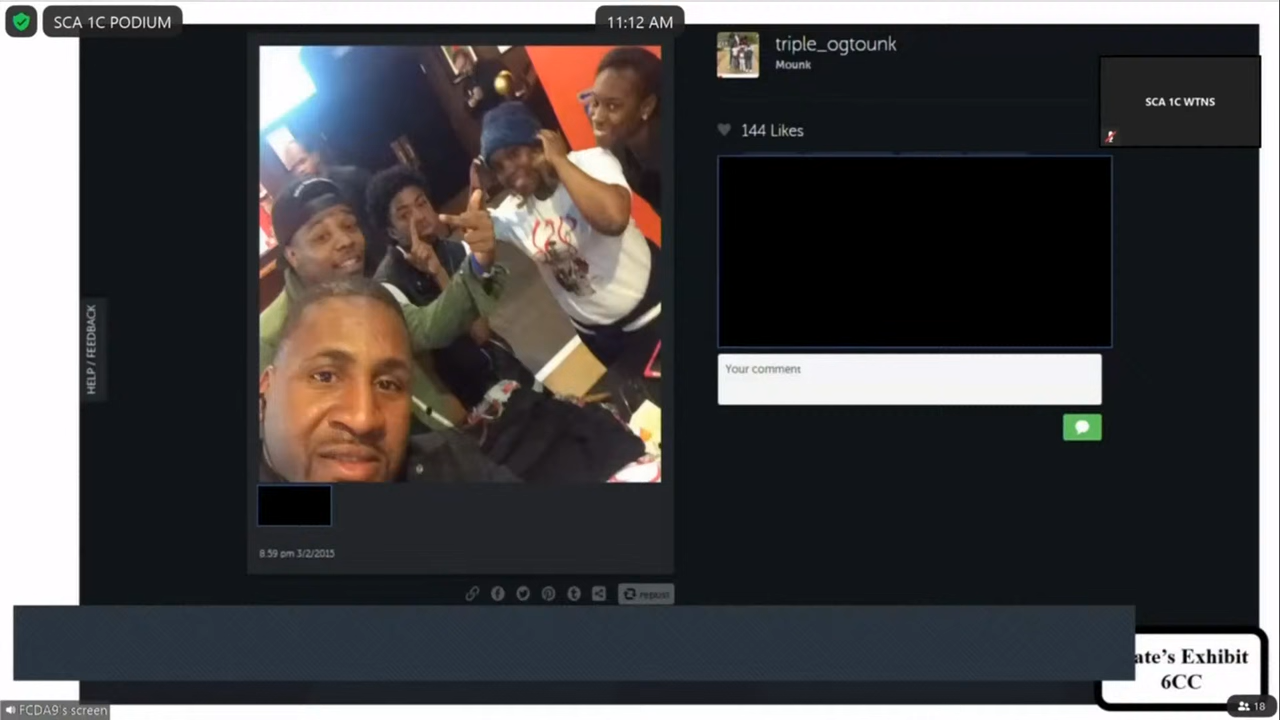 SCA 1C PODIUM
11:12 AM
triple_ogtounk
Mounk
SCA 1C WTNS
144 Likes
HELP / FEEDBACK
Your comment
8:59 pm 3/2/2015
repost
ate's Exhibit
6CC
FCDA9's screen
18